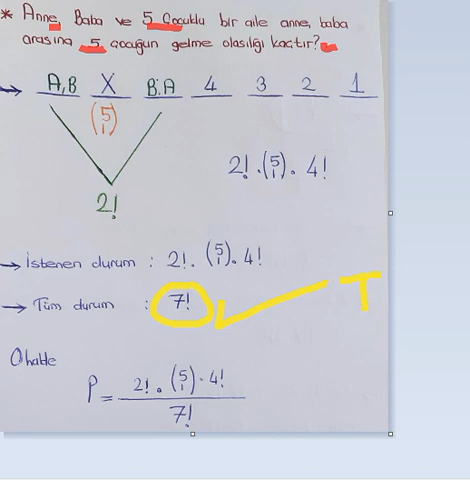 * Anne, Baba ve 5 Çocuklu bir aile anne, baba
arasına 5 çocuğun gelme olasılığı kaçtır?
→ A,B X B.A 4 3 2 1
(5 1)
2! . (5 1) . 4!
2!
→ İstenen durum : 2! . (5 1) . 4!
→ Tüm durum : 7! T
O halde
P = 2! . (5 1) . 4!
7!